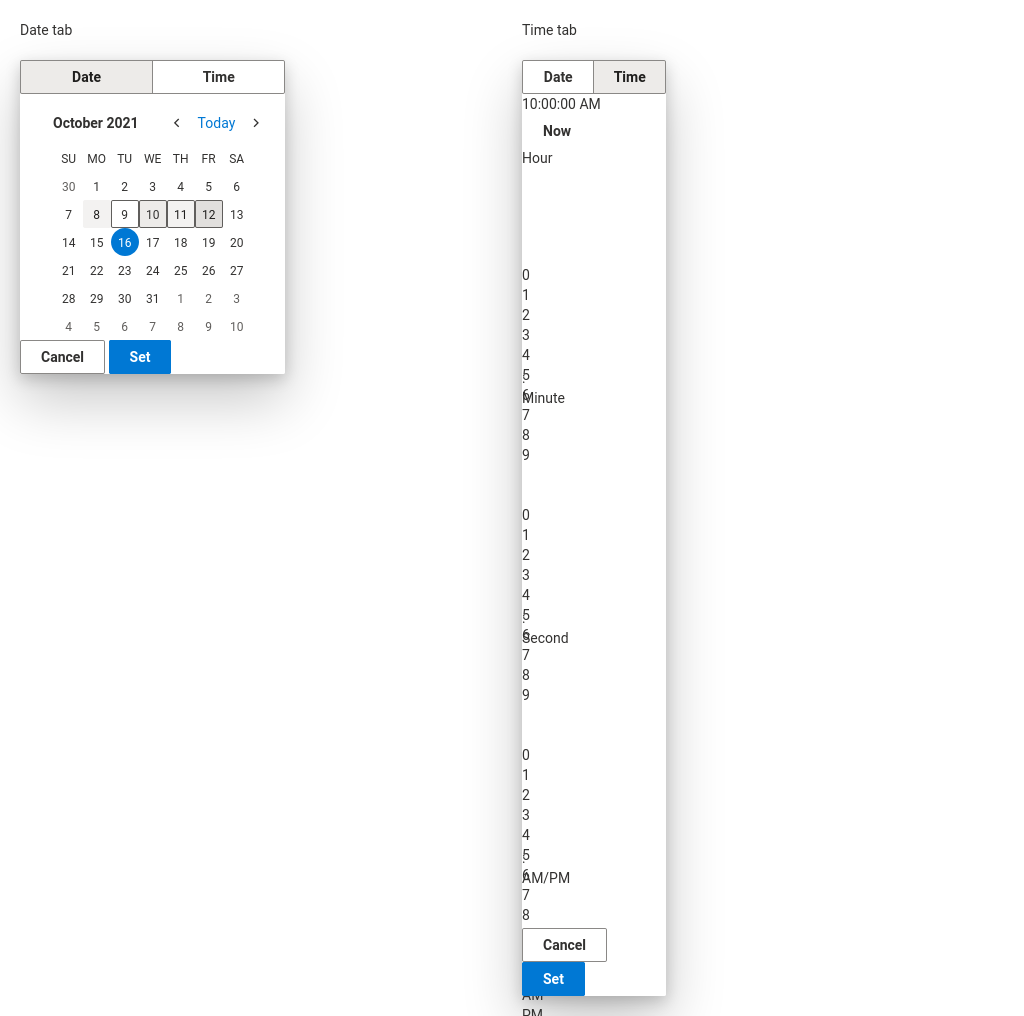 Date tab
Date Time
October 2021 Today
SU MO TU WE TH FR SA
30 1 2 3 4 5 6
7 8 9 10 11 12 13
14 15 16 17 18 19 20
21 22 23 24 25 26 27
28 29 30 31 1 2 3
4 5 6 7 8 9 10
Cancel Set
Time tab
Date Time
10:00:00 AM
Now
Hour
0
1
2
3
4
5
:
6
Minute
7
8
9
0
1
2
3
4
5
:
6
Second
7
8
9
0
1
2
3
4
5
:
6
AM/PM
7
8
Cancel
Set
AM
PM